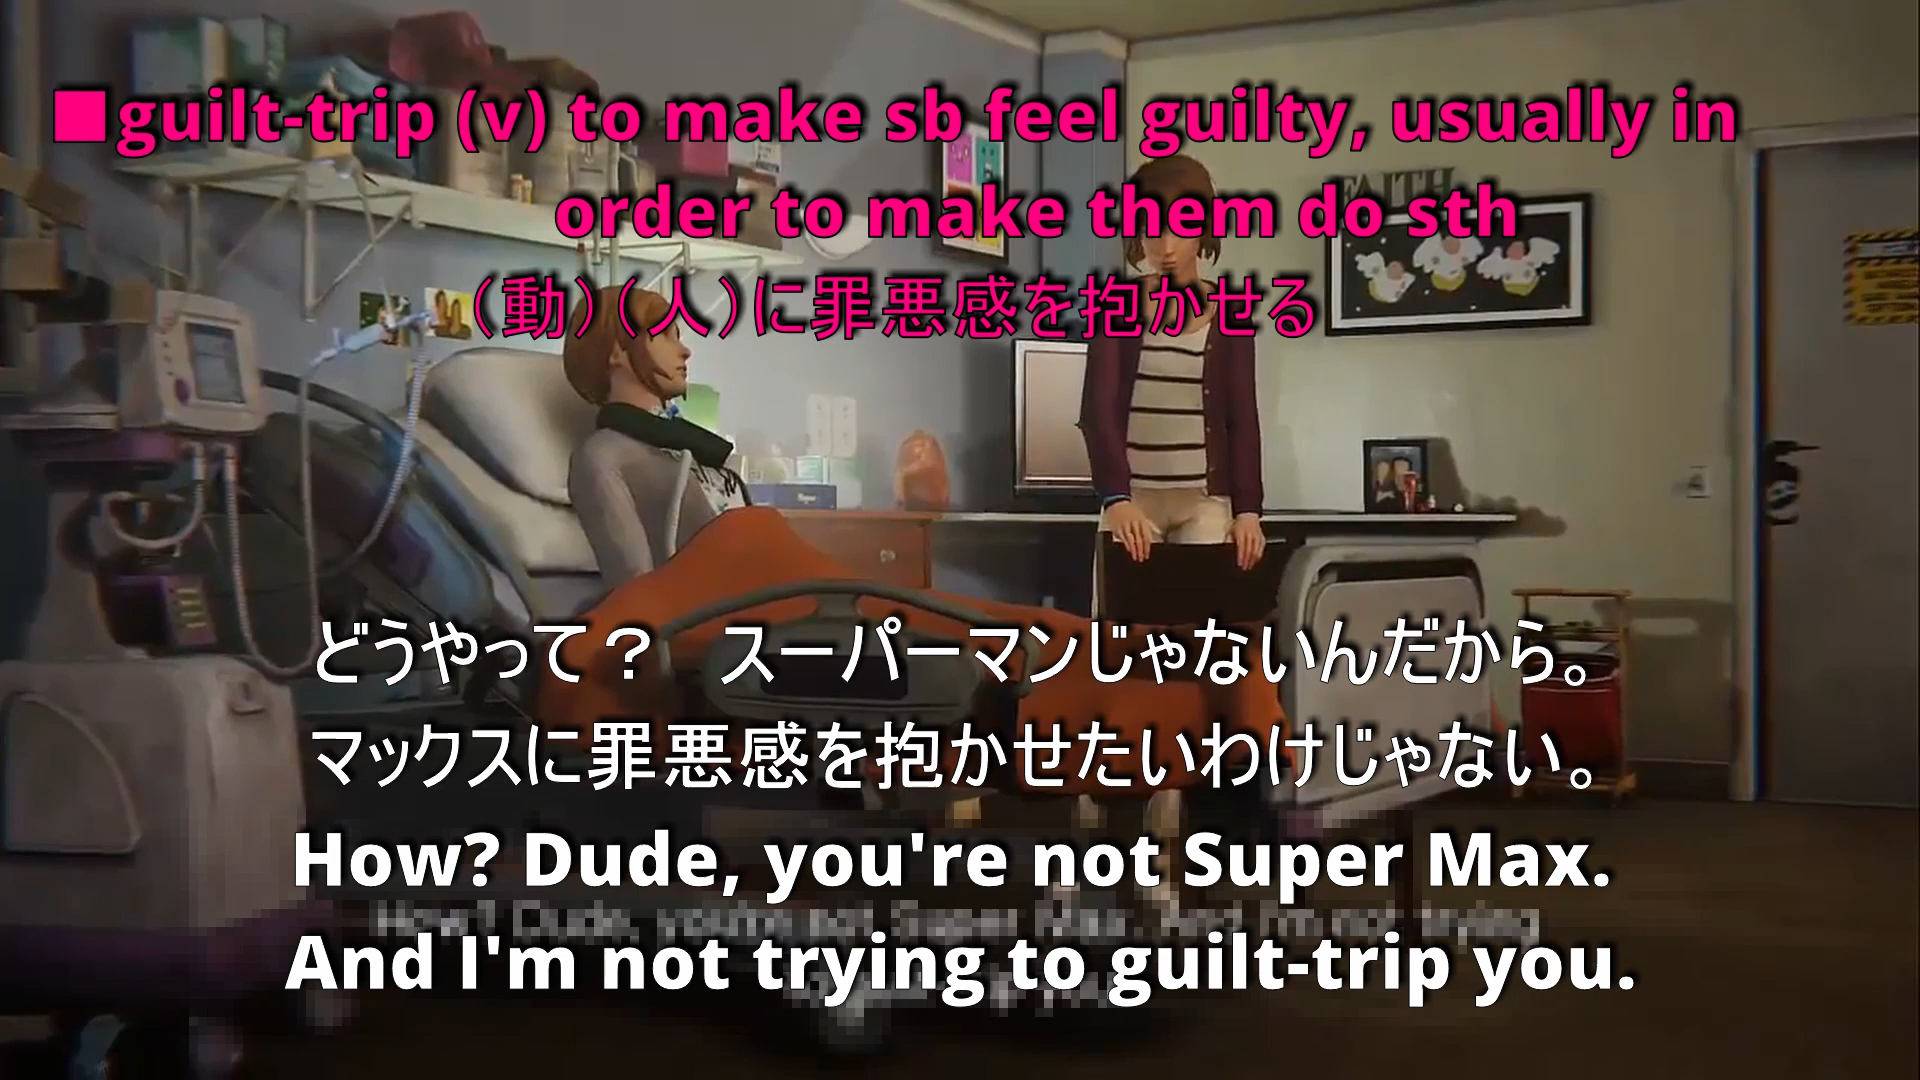 ■guilt-trip (v) to make sb feel guilty, usually in
order to make them do sth
（動）（人）に罪悪感を抱かせる
FAITH
どうやって？　スーパーマンじゃないんだから。
マックスに罪悪感を抱かせたいわけじゃない。
How? Dude, you're not Super Max.
And I'm not trying to guilt-trip you.